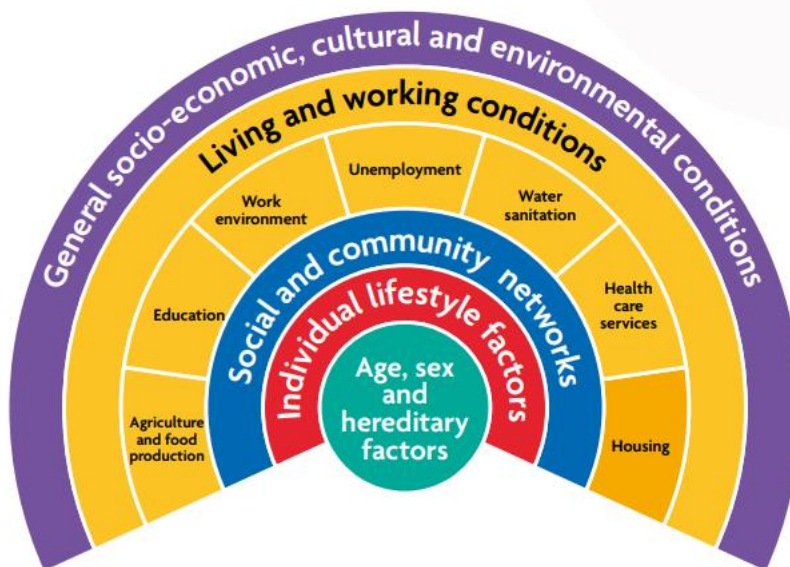 General socio-economic, cultural and environmental conditions
Living and working conditions
Agriculture
and food
production
Education
Work
environment
Unemployment
Water
sanitation
Health
care
services
Housing
Social and community networks
Individual lifestyle factors
Age, sex
and
hereditary
factors